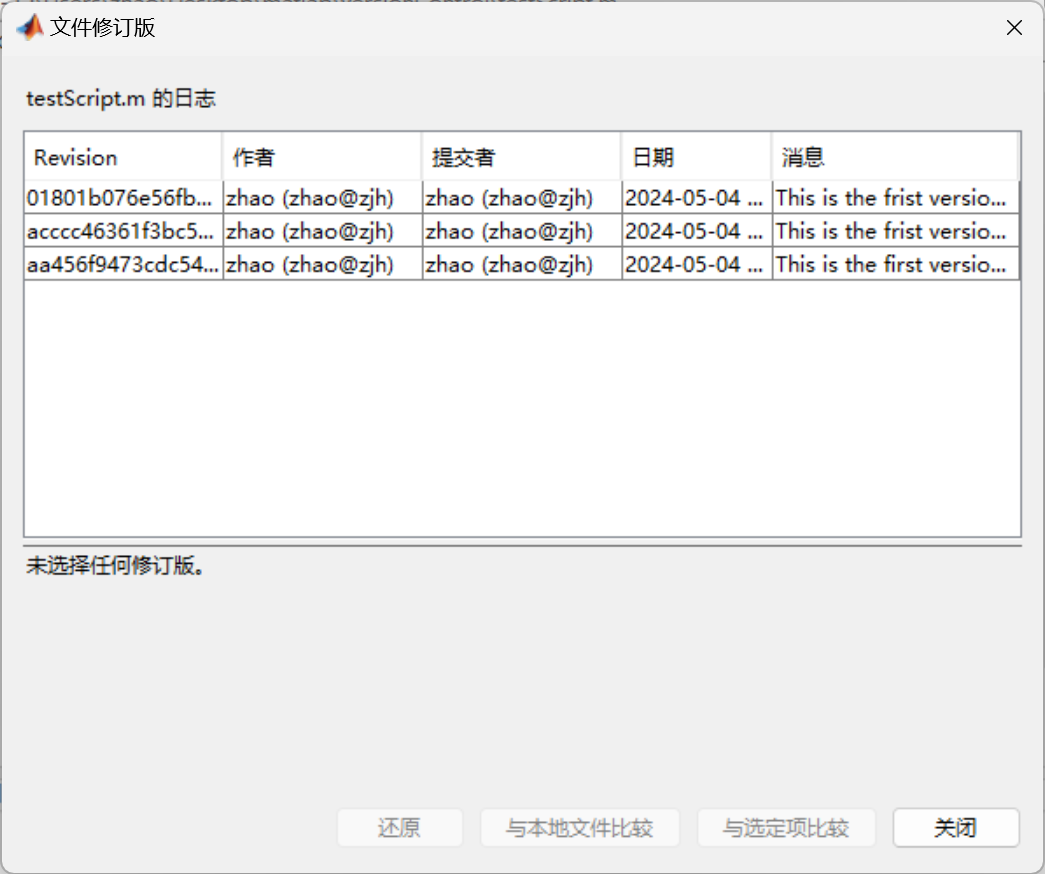 文件修订版
testScript.m 的日志
Revision 作者 提交者 日期 消息
01801b076e56fb... zhao (zhao@zjh) zhao (zhao@zjh) 2024-05-04 ... This is the frist versio...
acccc46361f3bc5... zhao (zhao@zjh) zhao (zhao@zjh) 2024-05-04 ... This is the frist versio...
aa456f9473cdc54... zhao (zhao@zjh) zhao (zhao@zjh) 2024-05-04 ... This is the first versio...
未选择任何修订版。
还原 与本地文件比较 与选定项比较 关闭